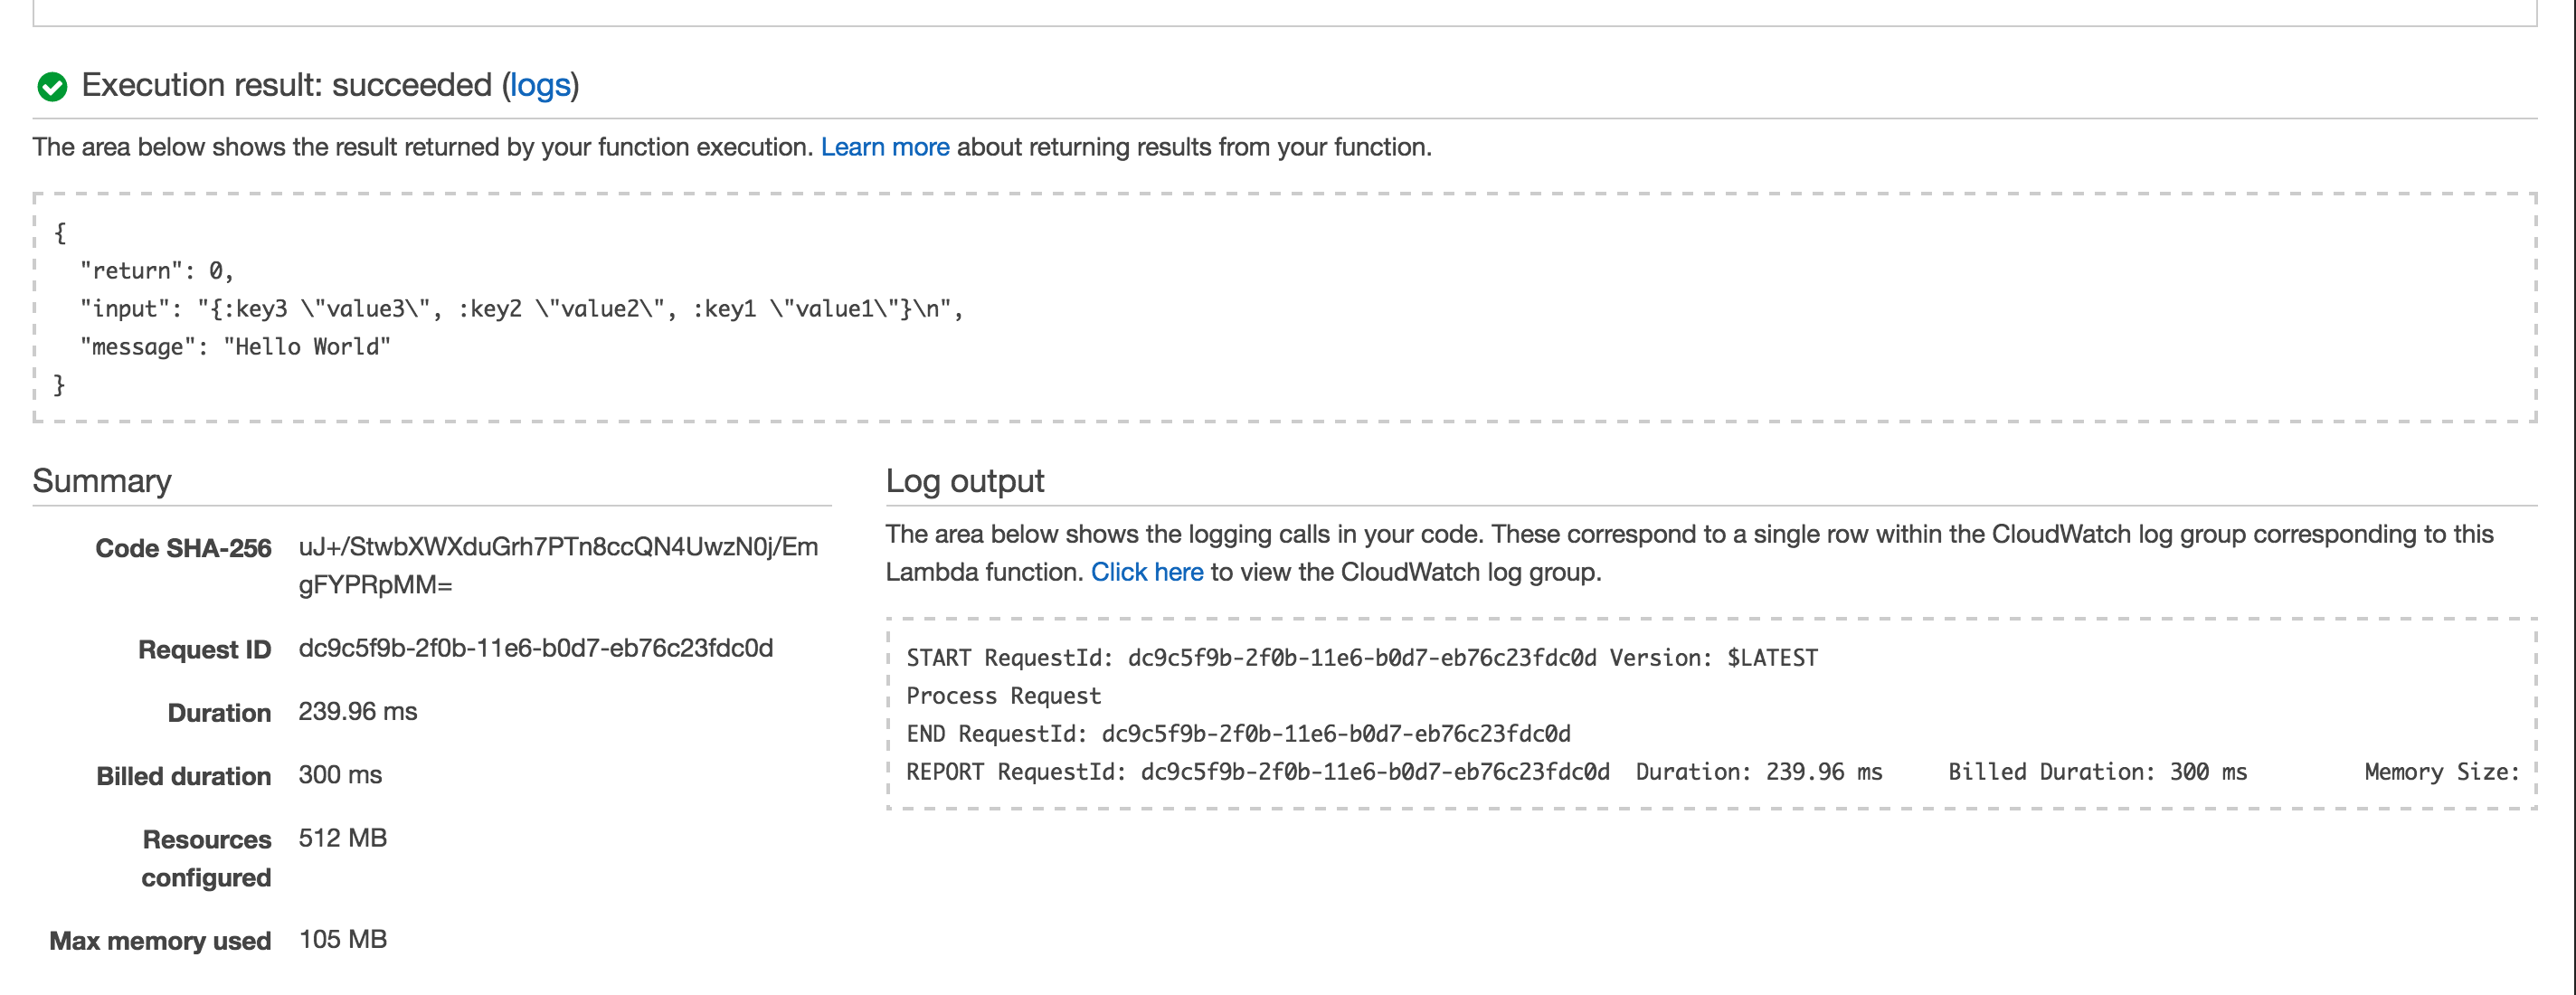 Execution result: succeeded (logs)
The area below shows the result returned by your function execution. Learn more about returning results from your function.
{
  "return": 0,
  "input": "{:key3 \"value3\", :key2 \"value2\", :key1 \"value1\"}\n",
  "message": "Hello World"
}
Summary
Code SHA-256 uJ+/StwbXWXduGrh7PTn8ccQN4UwzN0j/Em
gFYPRpMM=
Request ID dc9c5f9b-2f0b-11e6-b0d7-eb76c23fdc0d
Duration 239.96 ms
Billed duration 300 ms
Resources 512 MB
configured
Max memory used 105 MB
Log output
The area below shows the logging calls in your code. These correspond to a single row within the CloudWatch log group corresponding to this
Lambda function. Click here to view the CloudWatch log group.
START RequestId: dc9c5f9b-2f0b-11e6-b0d7-eb76c23fdc0d Version: $LATEST
Process Request
END RequestId: dc9c5f9b-2f0b-11e6-b0d7-eb76c23fdc0d
REPORT RequestId: dc9c5f9b-2f0b-11e6-b0d7-eb76c23fdc0d  Duration: 239.96 ms     Billed Duration: 300 ms         Memory Size: